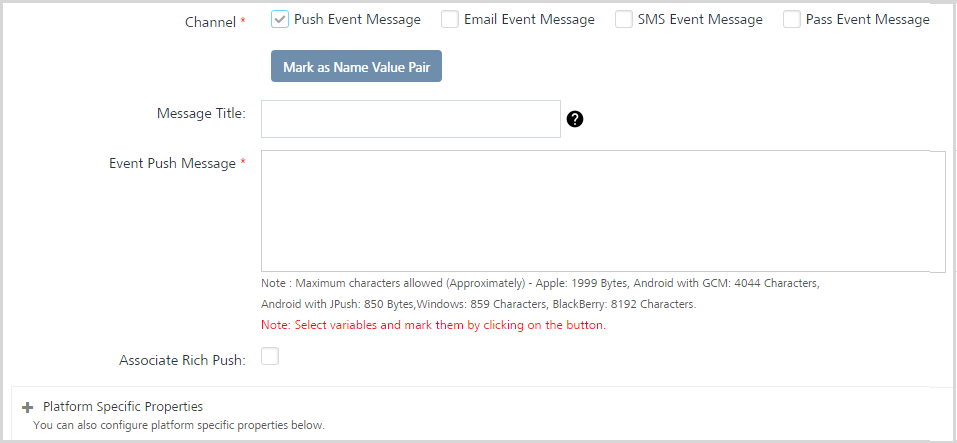 Channel * Push Event Message Email Event Message SMS Event Message Pass Event Message
Mark as Name Value Pair
Message Title: ?
Event Push Message *
Note : Maximum characters allowed (Approximately) - Apple: 1999 Bytes, Android with GCM: 4044 Characters,
Android with JPush: 850 Bytes,Windows: 859 Characters, BlackBerry: 8192 Characters.
Note: Select variables and mark them by clicking on the button.
Associate Rich Push:
Platform Specific Properties
You can also configure platform specific properties below.